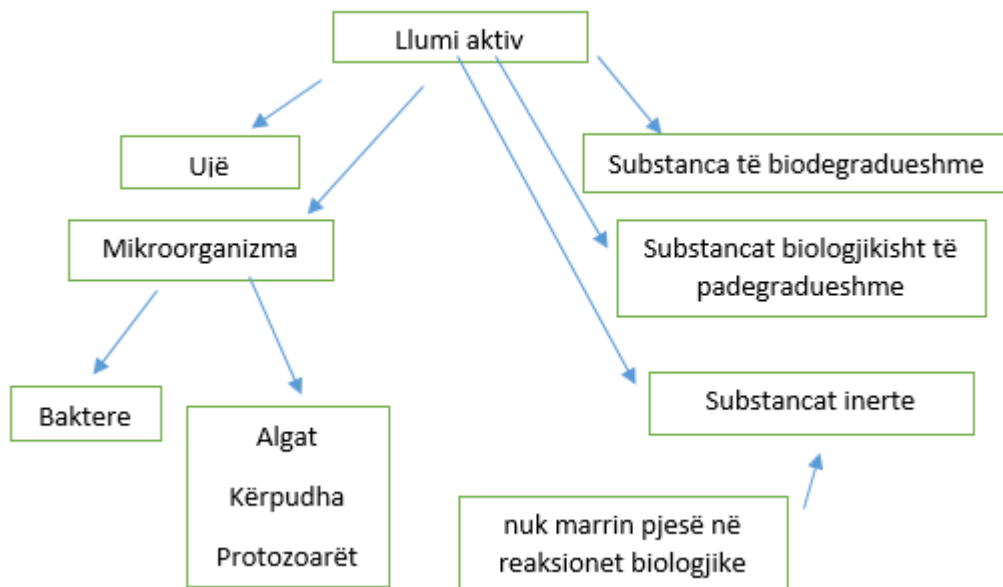 Llumi aktiv
Ujë
Substanca të biodegradueshme
Mikroorganizma
Substancat biologjikisht të
padegradueshme
Baktere
Substancat inerte
Algat
Kërpudha
Protozoarët
nuk marrin pjesë në
reaksionet biologjike